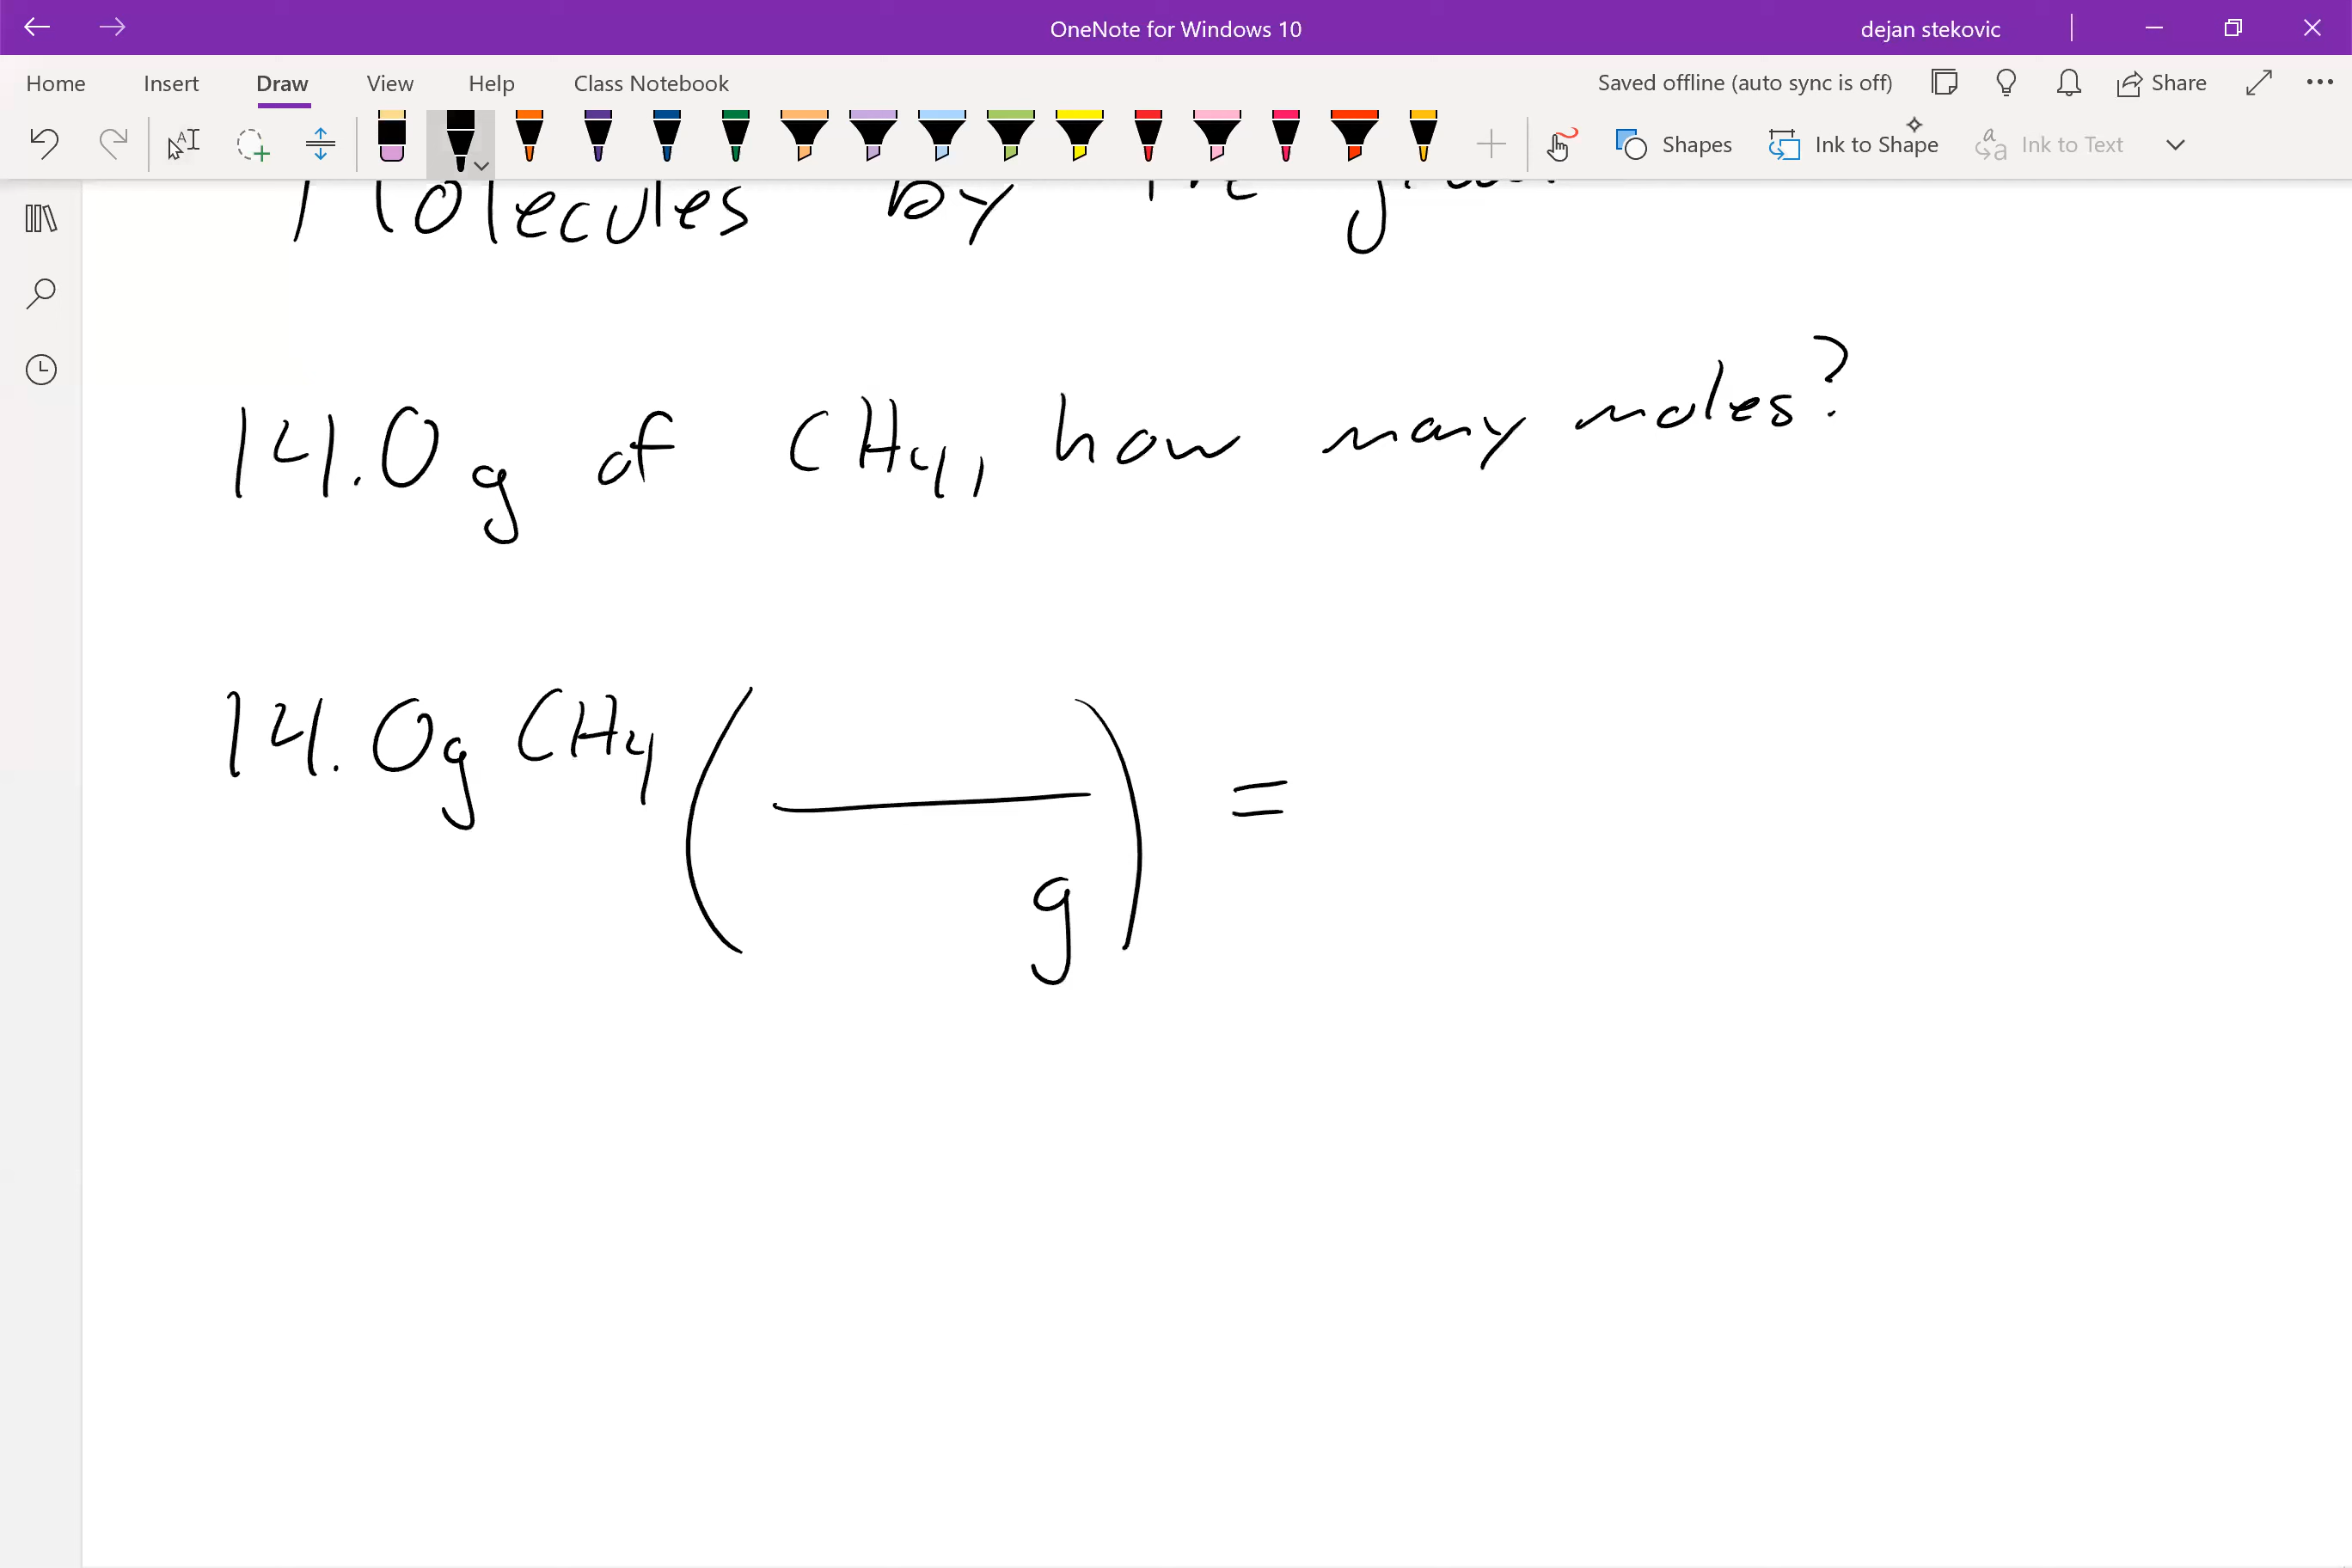 OneNote for Windows 10 dejan stekovic
Home Insert Draw View Help Class Notebook Saved offline (auto sync is off) Share
Shapes Ink to Shape Ink to Text
Molecules by the
14.0g of CH4, how many moles?
14.0g CH4 ( / g ) =